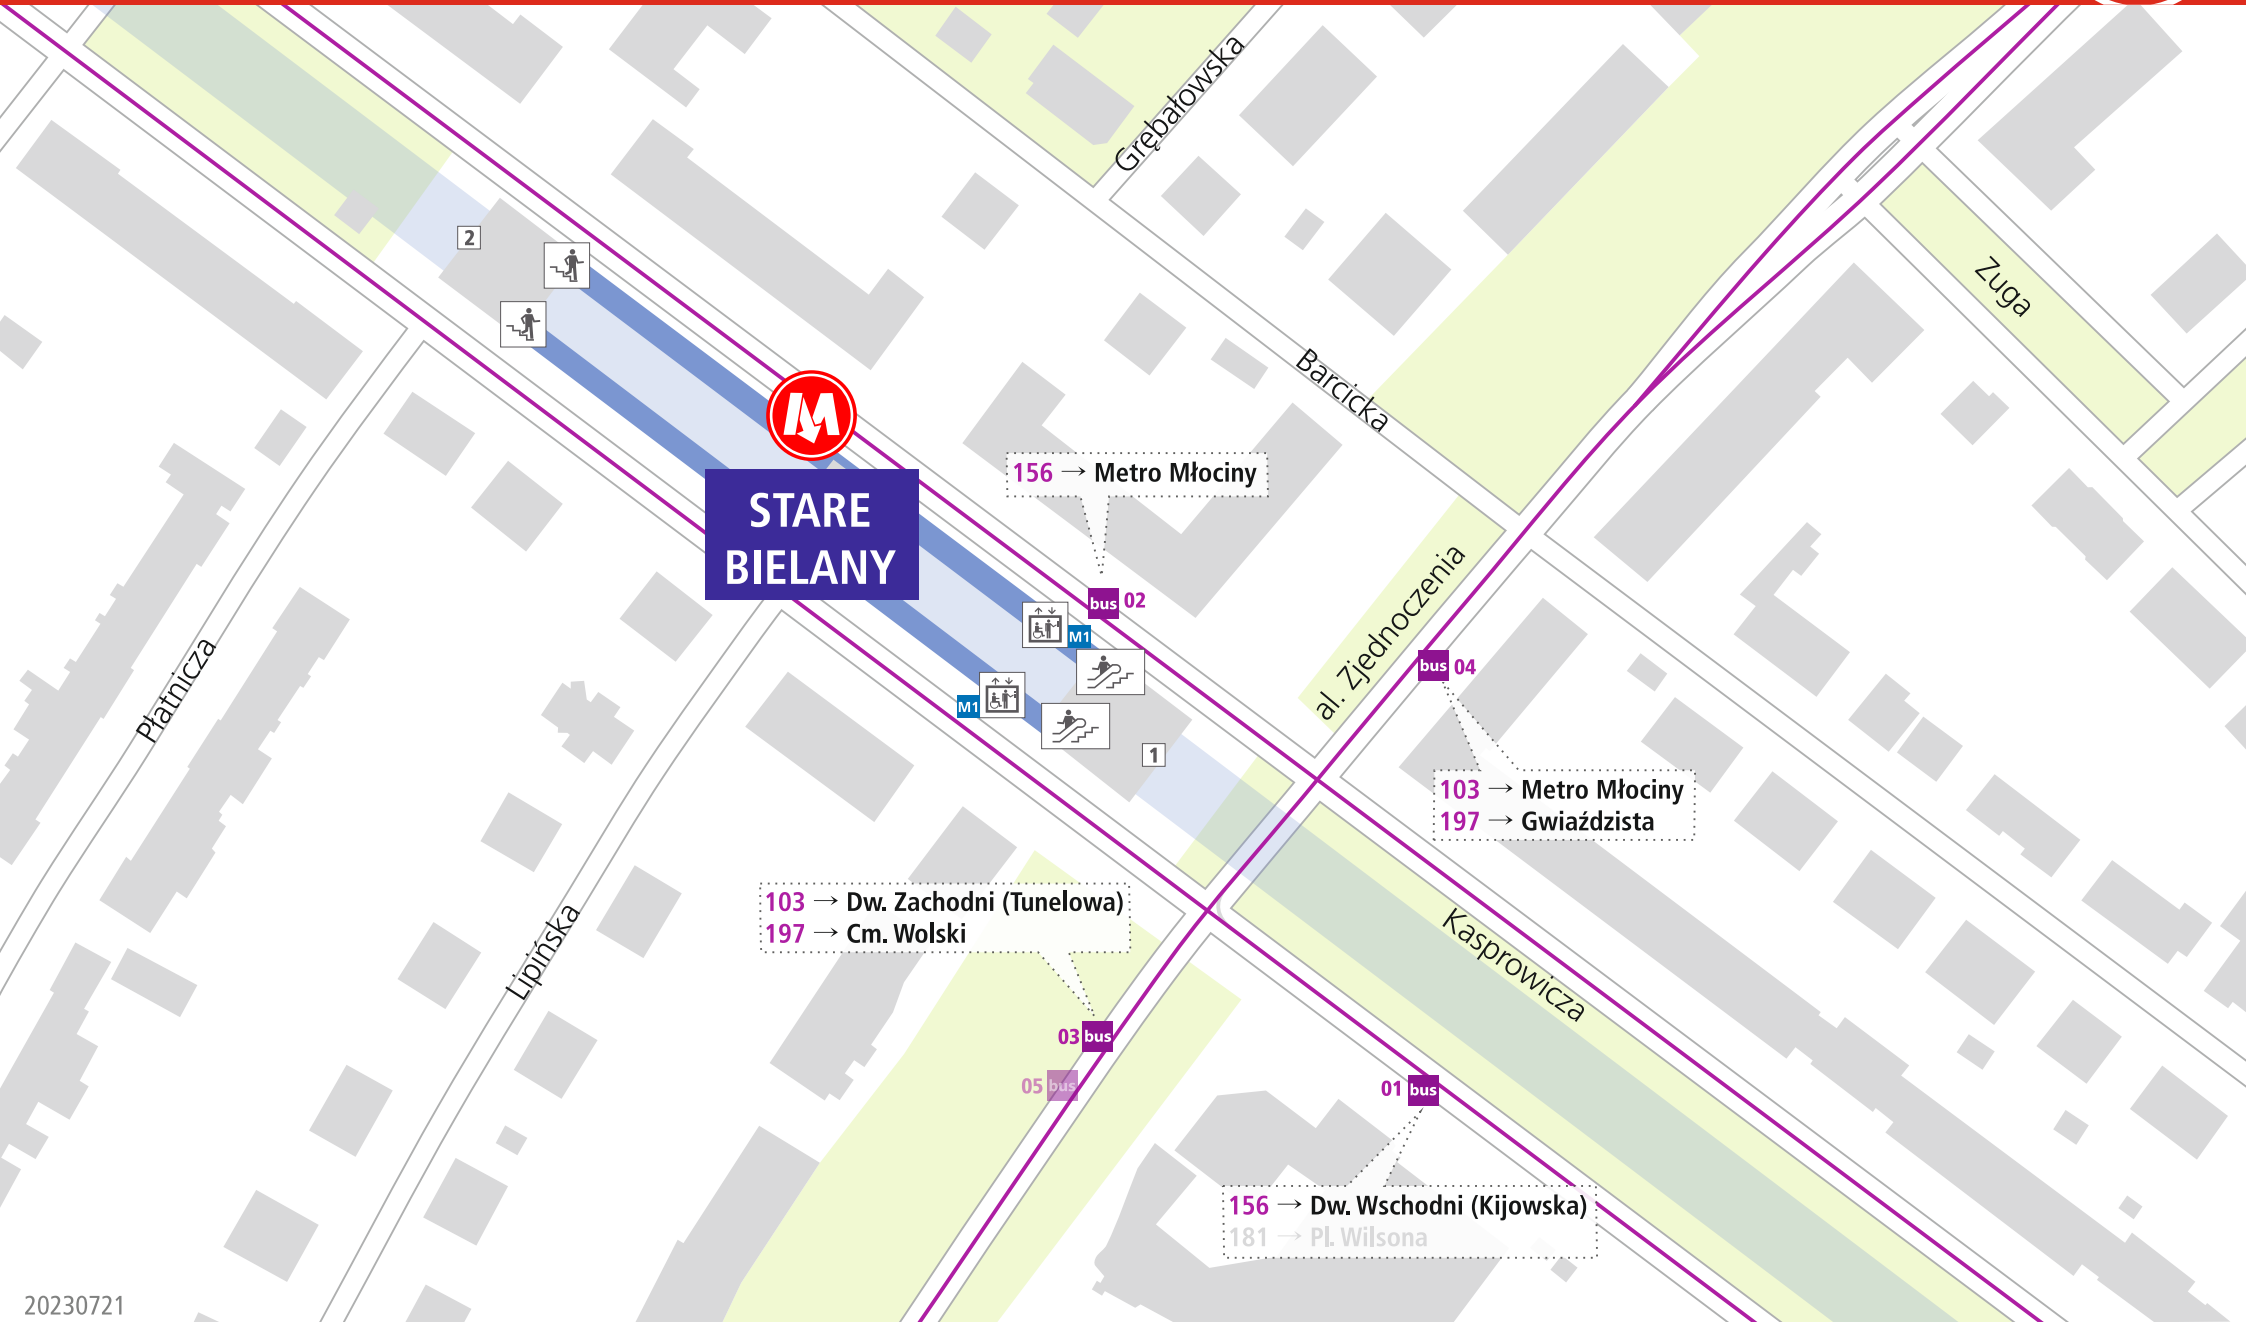 Grębałowska
2
Zuga
Barcicka
156 → Metro Młociny
STARE
BIELANY
bus 02
M1
al. Zjednoczenia
bus 04
Płatnicza
M1
1
103 → Metro Młociny
197 → Gwiaździsta
103 → Dw. Zachodni (Tunelowa)
197 → Cm. Wolski
Lipińska
Kasprowicza
03 bus
05 bus
01 bus
156 → Dw. Wschodni (Kijowska)
181 → Pl. Wilsona
20230721